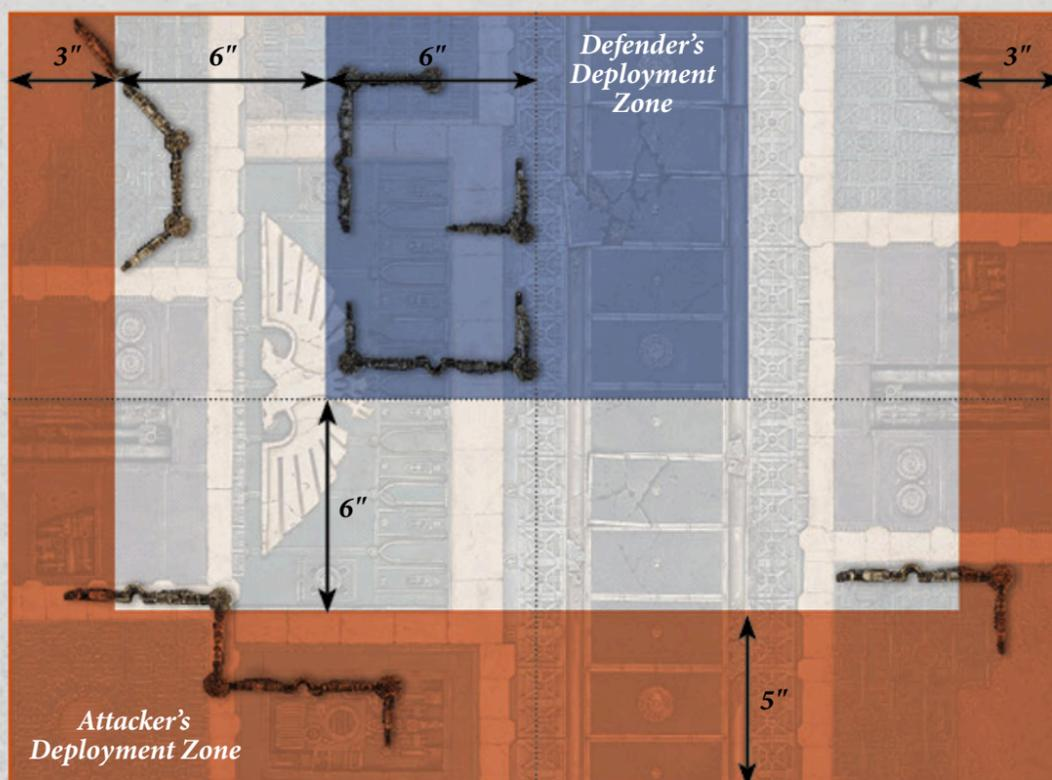 3"
6"
6"
Defender's
Deployment
Zone
3"
6"
5"
Attacker's
Deployment Zone